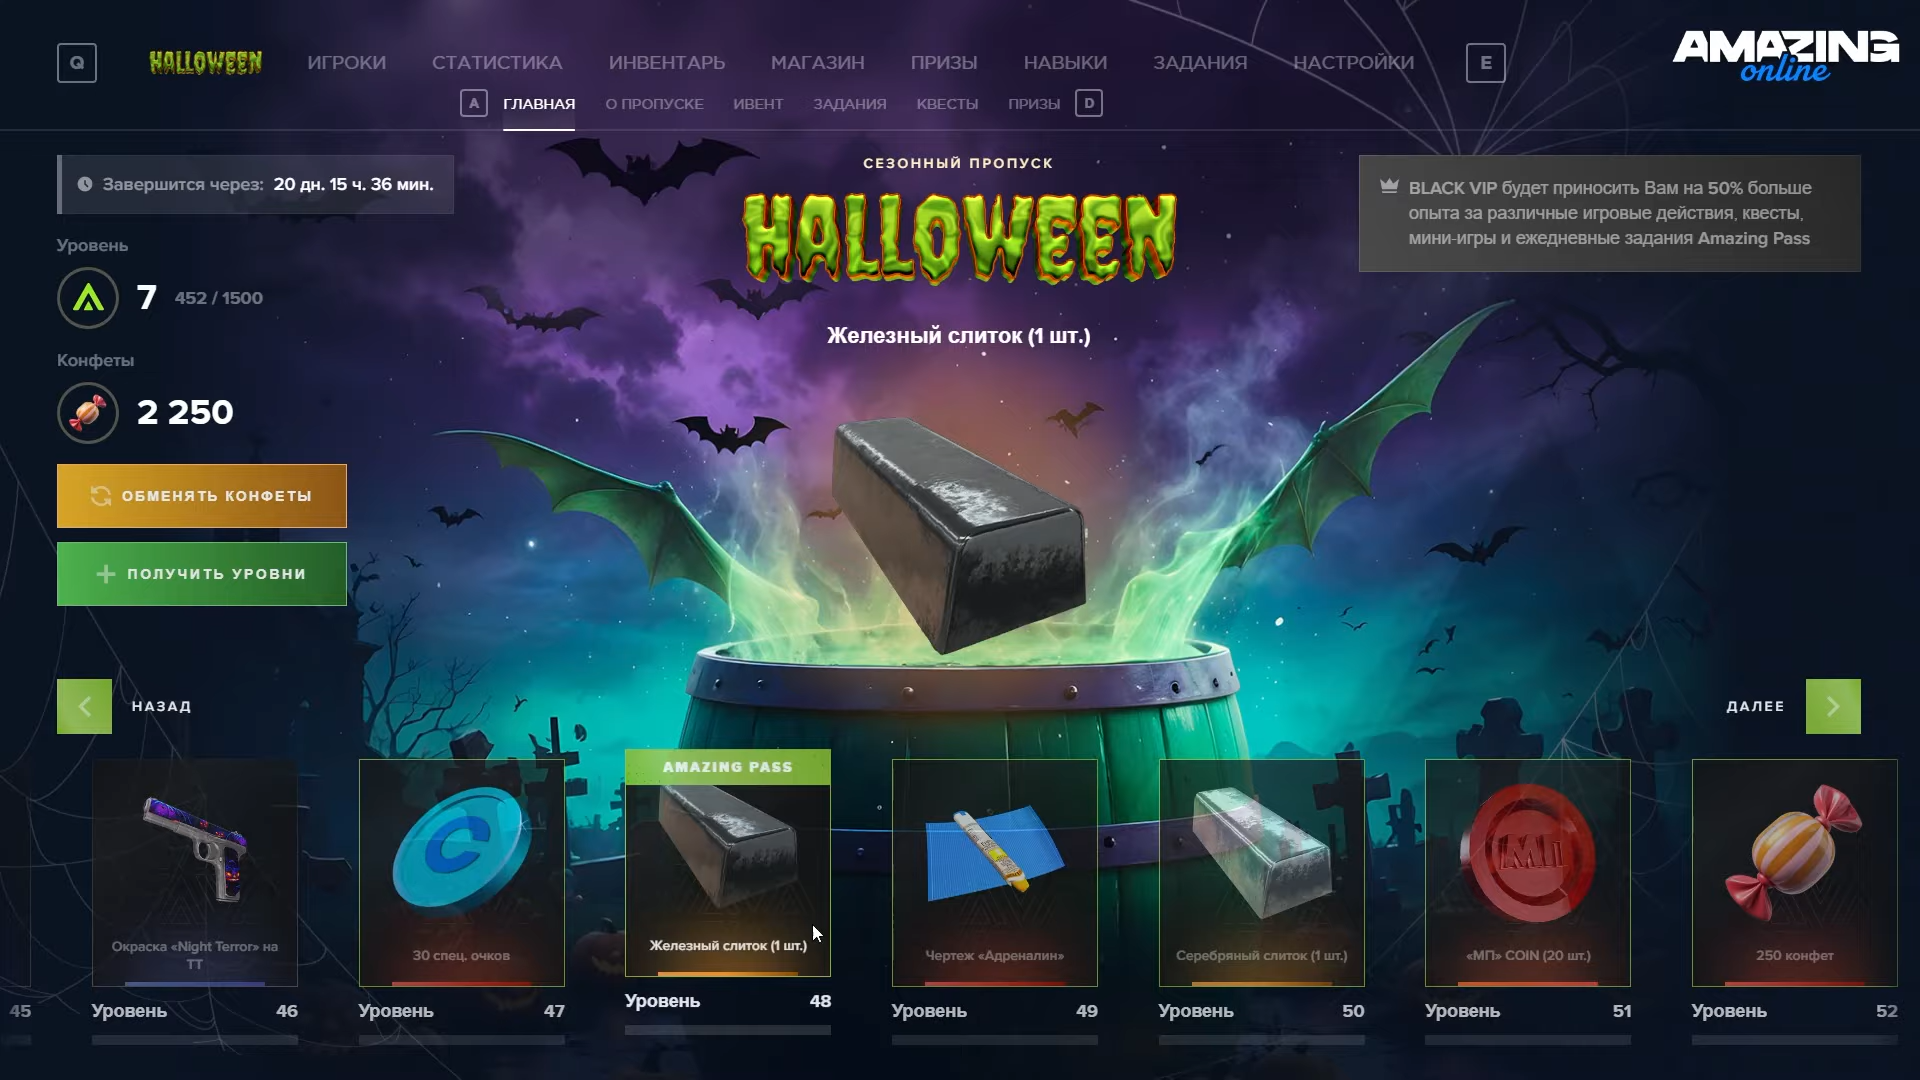 Q
HALLOWEEN
ИГРОКИ
СТАТИСТИКА
ИНВЕНТАРЬ
МАГАЗИН
ПРИЗЫ
НАВЫКИ
ЗАДАНИЯ
НАСТРОЙКИ
E
AMAZING
online
A
ГЛАВНАЯ
О ПРОПУСКЕ
ИВЕНТ
ЗАДАНИЯ
КВЕСТЫ
ПРИЗЫ
D
Завершится через: 20 дн. 15 ч. 36 мин.
СЕЗОННЫЙ ПРОПУСК
HALLOWEEN
Железный слиток (1 шт.)
BLACK VIP будет приносить Вам на 50% больше
опыта за различные игровые действия, квесты,
мини-игры и ежедневные задания Amazing Pass
Уровень
7 452 / 1500
Конфеты
2 250
ОБМЕНЯТЬ КОНФЕТЫ
ПОЛУЧИТЬ УРОВНИ
НАЗАД
ДАЛЕЕ
45
Окраска «Night Terror» на
ТТ
Уровень 46
C
30 спец. очков
Уровень 47
AMAZING PASS
Железный слиток (1 шт.)
Уровень 48
Чертеж «Адреналин»
Уровень 49
Серебряный слиток (1 шт.)
Уровень 50
МП
«МП» COIN (20 шт.)
Уровень 51
250 конфет
Уровень 52